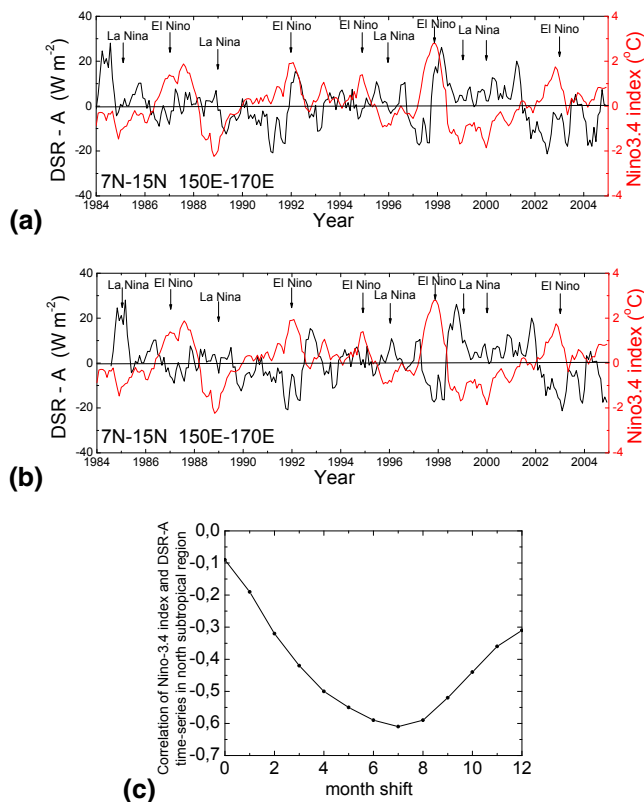 El Nino El Nino El Nino El Nino El Nino
La Nina La Nina La Nina La Nina
40 4
20 2
0 0
-20 -2
-40 -4
DSR - A (W m-2)
Nino3.4 index (oC)
7N-15N 150E-170E
1984 1986 1988 1990 1992 1994 1996 1998 2000 2002 2004
Year
(a)
La Nina El Nino La Nina El Nino El Nino La Nina El Nino La Nina El Nino
40 4
20 2
0 0
-20 -2
-40 -4
DSR - A (W m-2)
Nino3.4 index (oC)
7N-15N 150E-170E
1984 1986 1988 1990 1992 1994 1996 1998 2000 2002 2004
Year
(b)
Correlation of Nino-3.4 index and DSR-A
time-series in north subtropical region
0,0
-0,1
-0,2
-0,3
-0,4
-0,5
-0,6
-0,7
0 2 4 6 8 10 12
month shift
(c)